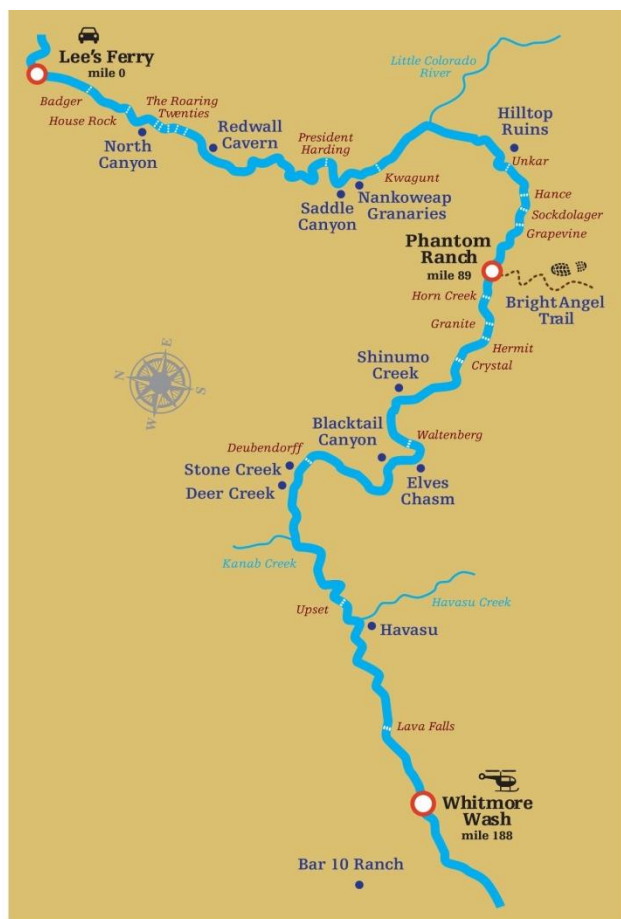 Lee's Ferry
mile 0
Little Colorado
River
Badger
House Rock
The Roaring
Twenties
North
Canyon
Redwall
Cavern
President
Harding
Hilltop
Ruins
Unkar
Kwagunt
Saddle
Canyon
Nankoweap
Granaries
Hance
Sockdolager
Grapevine
Phantom
Ranch
mile 89
Bright Angel
Trail
Horn Creek
Granite
Hermit
Crystal
Shinumo
Creek
N
E
S
W
Blacktail
Canyon
Waltenberg
Deubendorff
Stone Creek
Deer Creek
Elves
Chasm
Kanab Creek
Upset
Havasu Creek
Havasu
Lava Falls
Whitmore
Wash
mile 188
Bar 10 Ranch